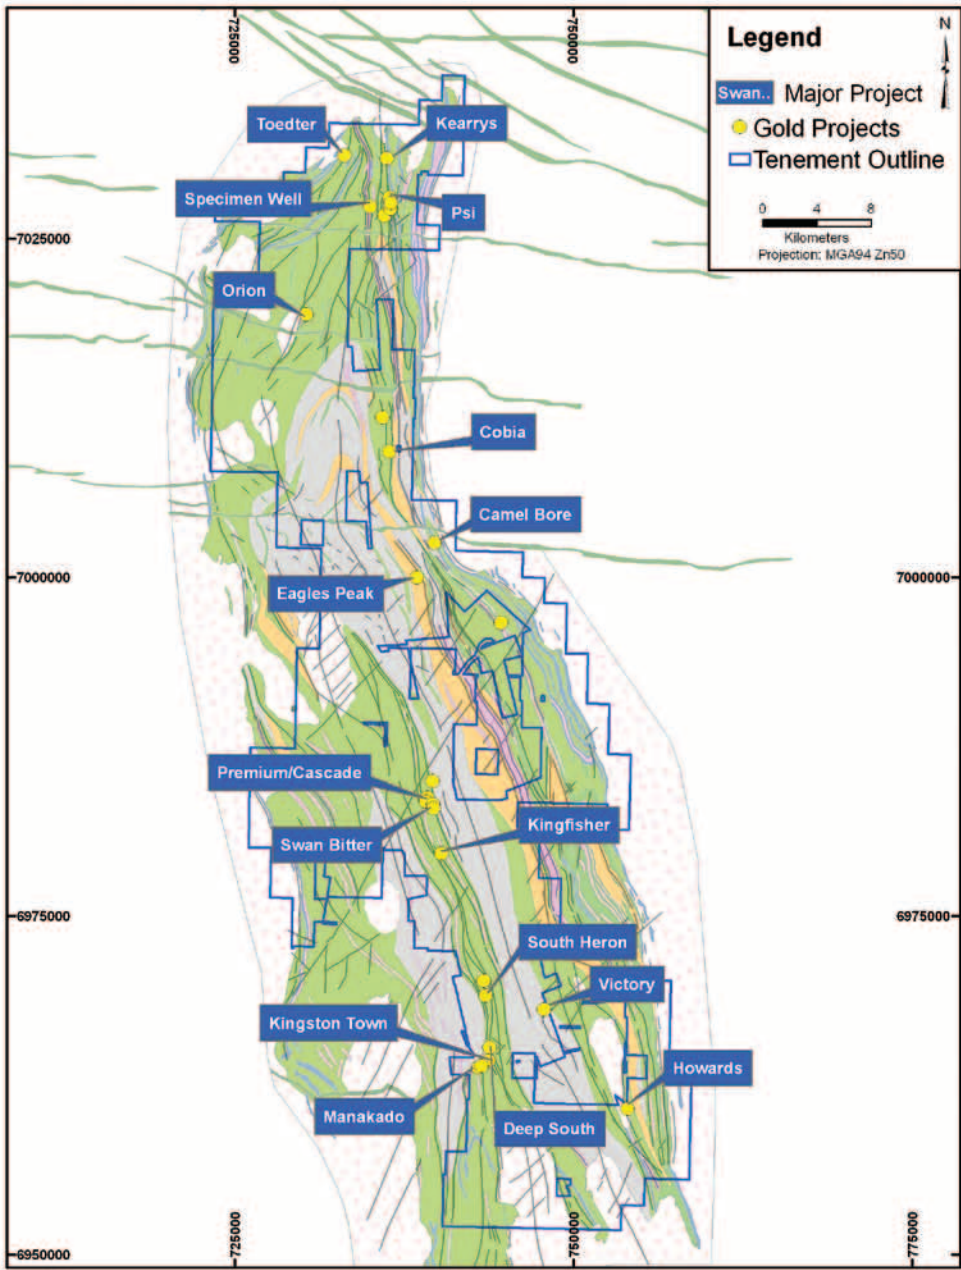 725000
750000
Legend
N
Swan..
Major Project
Gold Projects
Tenement Outline
0 4 8
Kilometers
Projection: MGA94 Zn50
Toedter
Kearrys
Specimen Well
Psi
7025000
7025000
Orion
Cobia
Camel Bore
7000000
7000000
Eagles Peak
Premium/Cascade
Kingfisher
Swan Bitter
6975000
6975000
South Heron
Victory
Kingston Town
Howards
Manakado
Deep South
725000
750000
775000
6950000
6950000